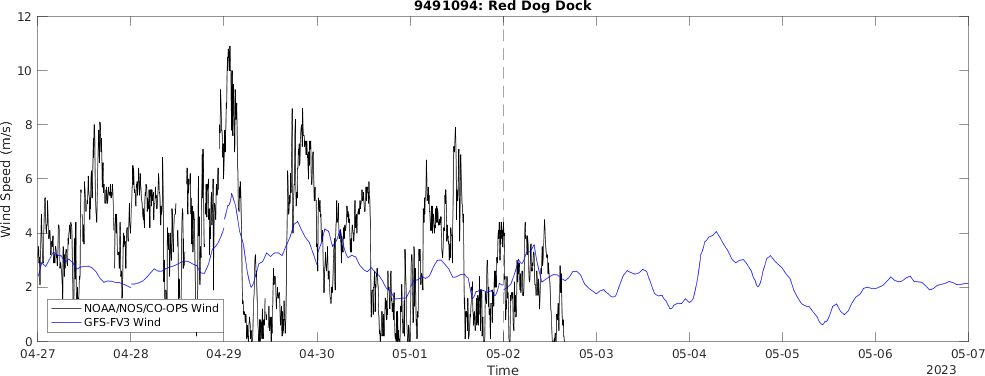 9491094: Red Dog Dock
12
10
8
6
4
2
0
Wind Speed (m/s)
NOAA/NOS/CO-OPS Wind
GFS-FV3 Wind
04-27 04-28 04-29 04-30 05-01 05-02 05-03 05-04 05-05 05-06 05-07
Time
2023